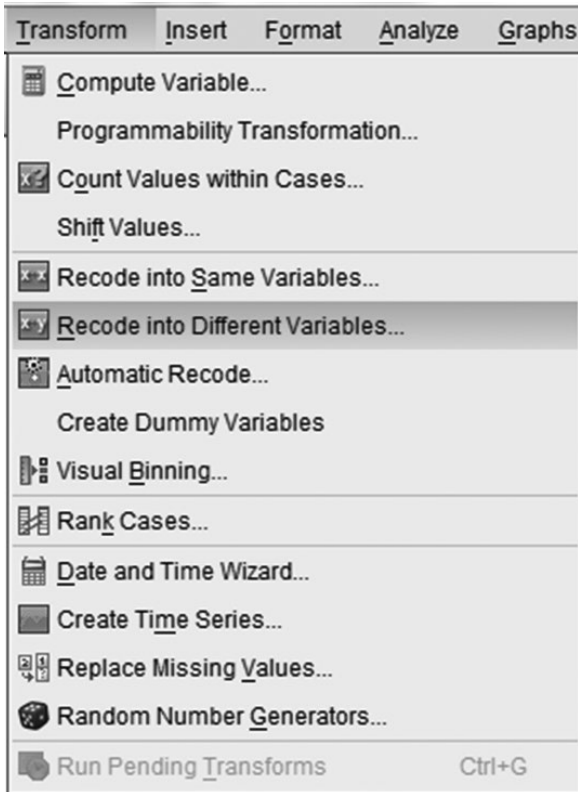 Transform Insert Format Analyze Graphs
Compute Variable...
Programmability Transformation...
Count Values within Cases...
Shift Values...
Recode into Same Variables...
Recode into Different Variables...
Automatic Recode...
Create Dummy Variables
Visual Binning...
Rank Cases...
Date and Time Wizard...
Create Time Series...
Replace Missing Values...
Random Number Generators...
Run Pending Transforms Ctrl+G